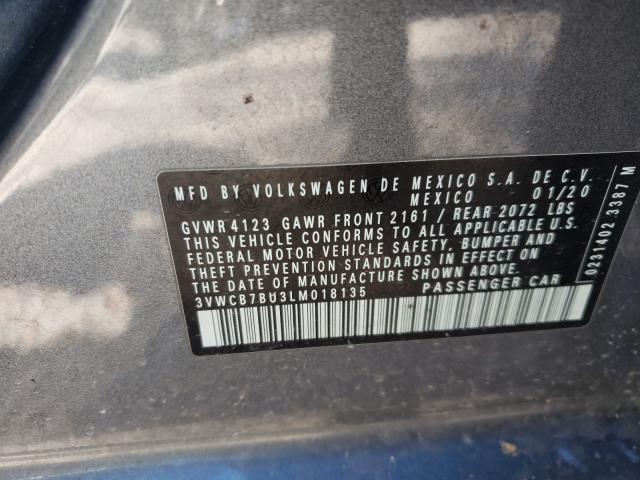 MFD BY VOLKSWAGEN DE MEXICO S.A. DE C.V.
MEXICO 01/20
GVWR 4123 GAWR FRONT 2161 / REAR 2072 LBS
THIS VEHICLE CONFORMS TO ALL APPLICABLE U.S.
FEDERAL MOTOR VEHICLE SAFETY, BUMPER AND
THEFT PREVENTION STANDARDS IN EFFECT ON
THE DATE OF MANUFACTURE SHOWN ABOVE.
3VWCB7BU3LM018135 PASSENGER CAR
0231402 3387 M